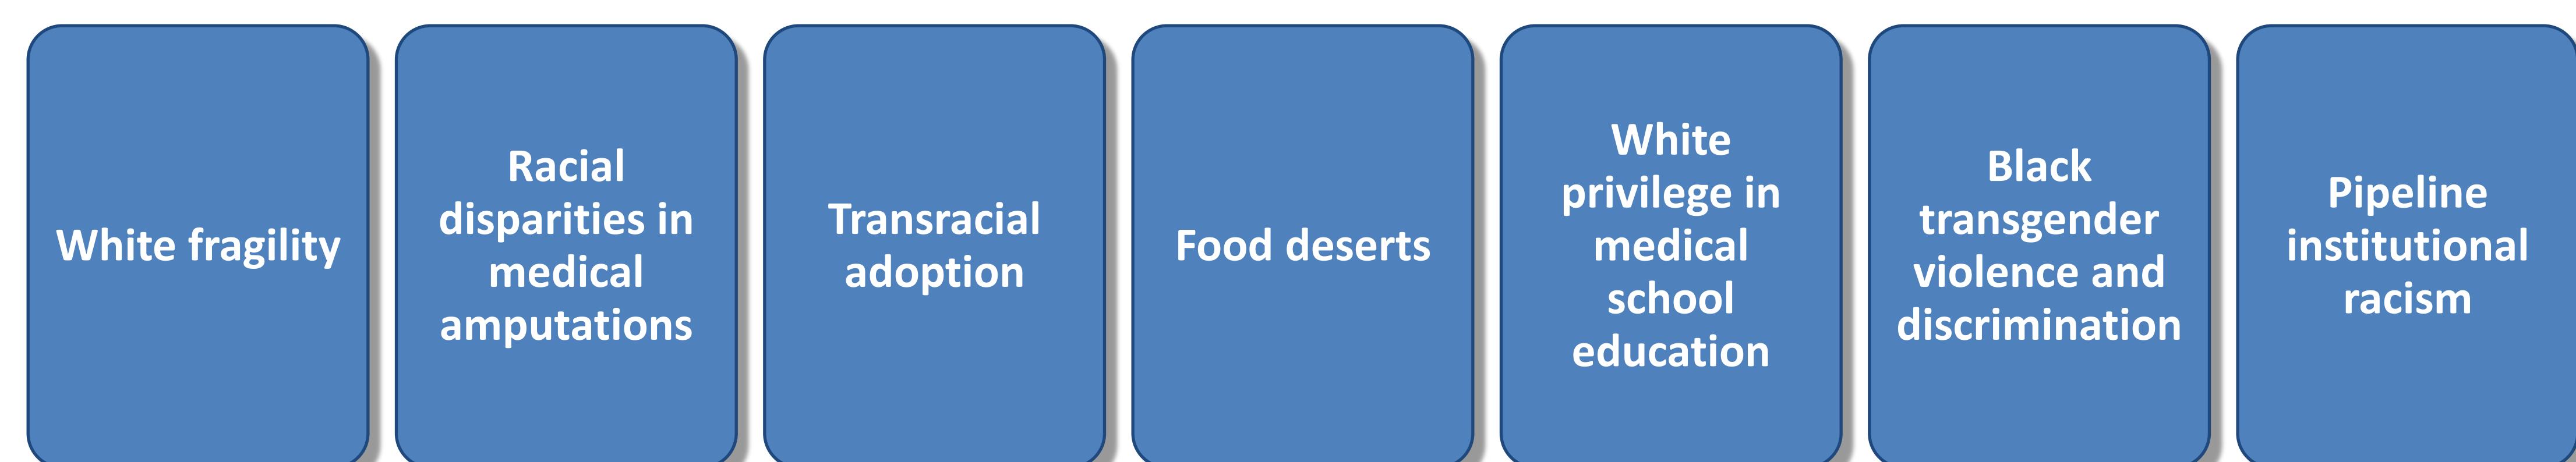 White fragility
Racial
disparities in
medical
amputations
Transracial
adoption
Food deserts
White
privilege in
medical
school
education
Black
transgender
violence and
discrimination
Pipeline
institutional
racism